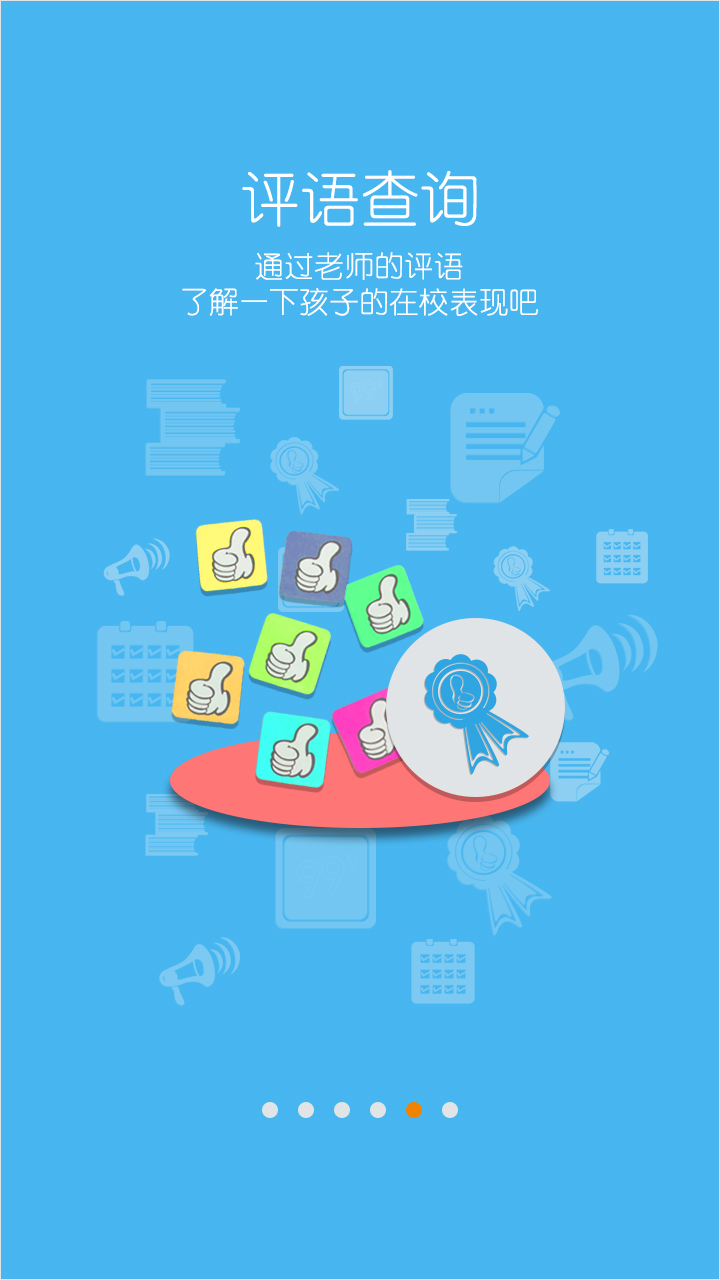 评语查询
通过老师的评语
了解一下孩子的在校表现吧